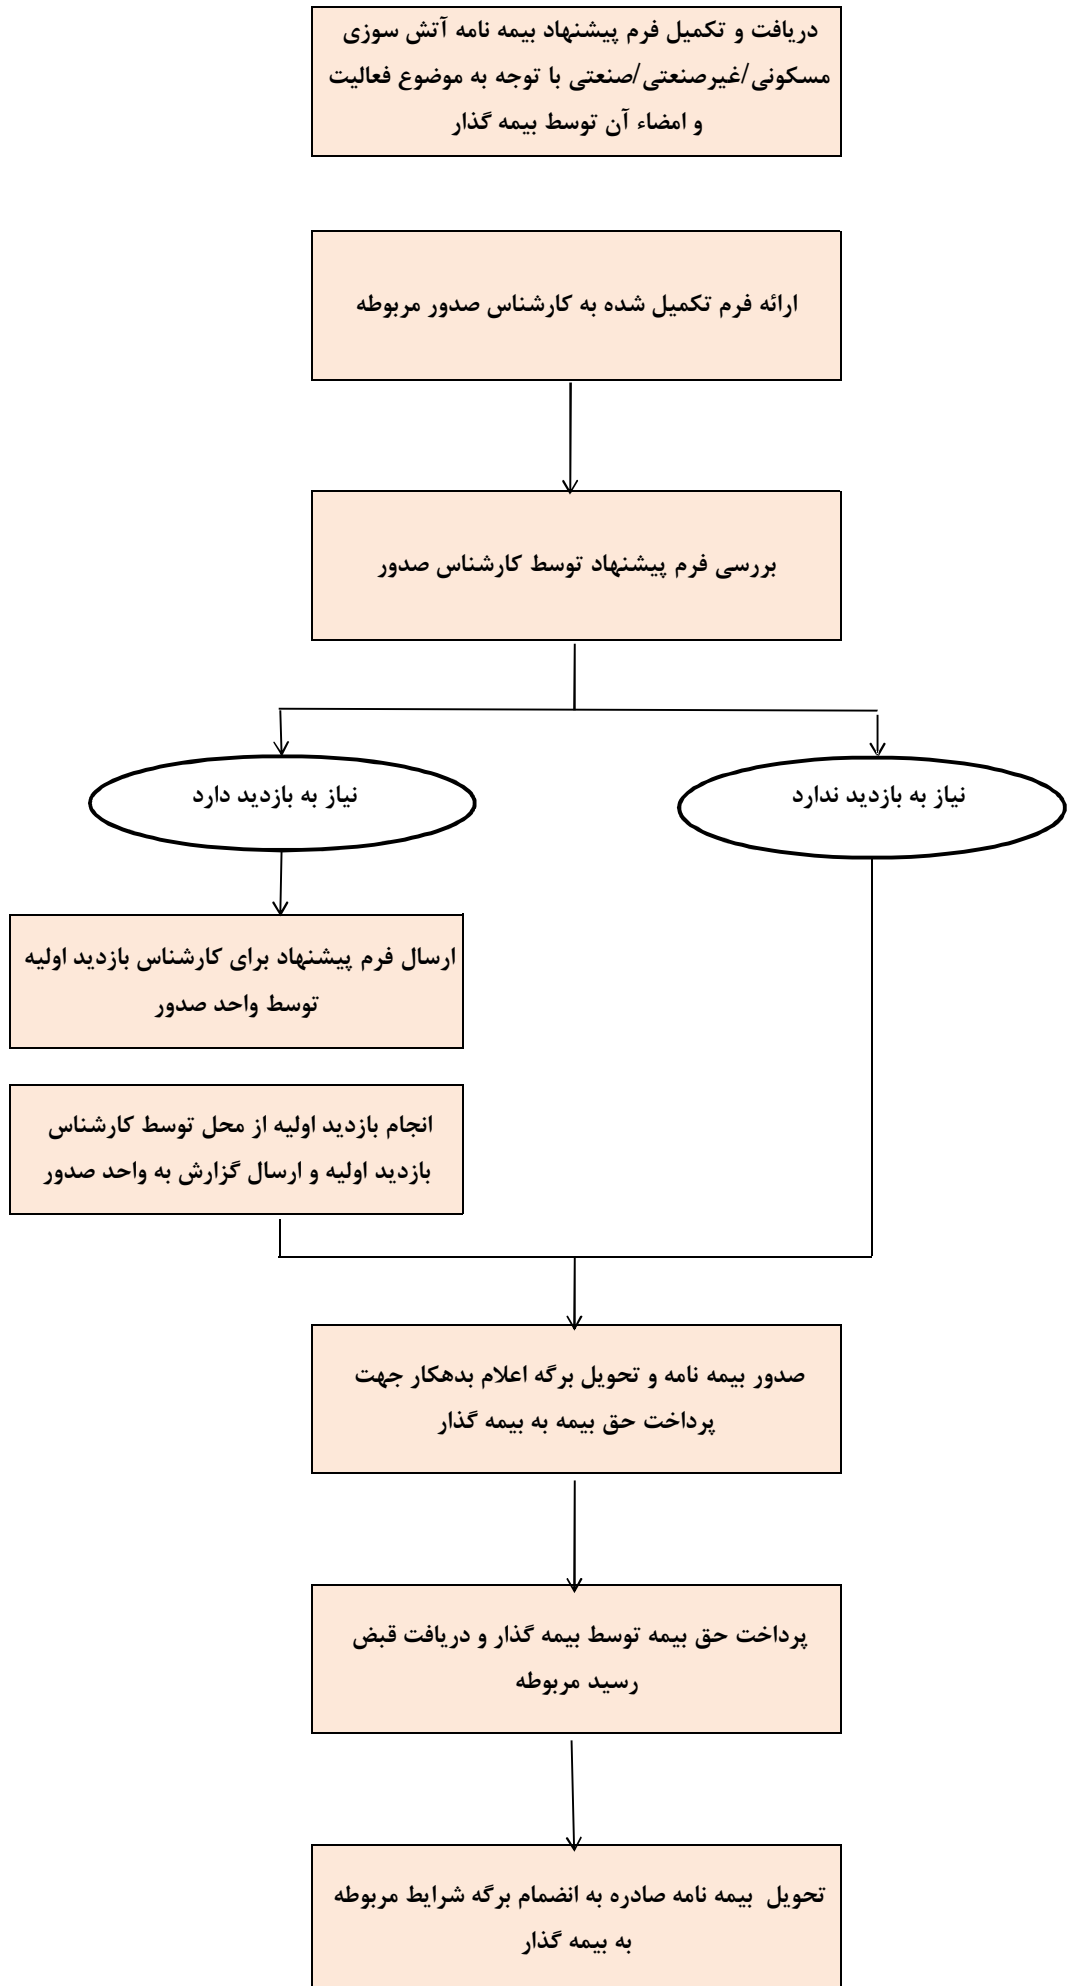 دریافت و تکمیل فرم پیشنهاد بیمه نامه آتش سوزی
مسکونی/غیرصنعتی/صنعتی با توجه به موضوع فعالیت
و امضاء آن توسط بیمه گذار
ارائه فرم تکمیل شده به کارشناس صدور مربوطه
بررسی فرم پیشنهاد توسط کارشناس صدور
نیاز به بازدید ندارد
نیاز به بازدید دارد
ارسال فرم پیشنهاد برای کارشناس بازدید اولیه
توسط واحد صدور
انجام بازدید اولیه از محل توسط کارشناس
بازدید اولیه و ارسال گزارش به واحد صدور
صدور بیمه نامه و تحویل برگه اعلام بدهکار جهت
پرداخت حق بیمه به بیمه گذار
پرداخت حق بیمه توسط بیمه گذار و دریافت قبض
رسید مربوطه
تحویل بیمه نامه صادره به انضمام برگه شرایط مربوطه
به بیمه گذار